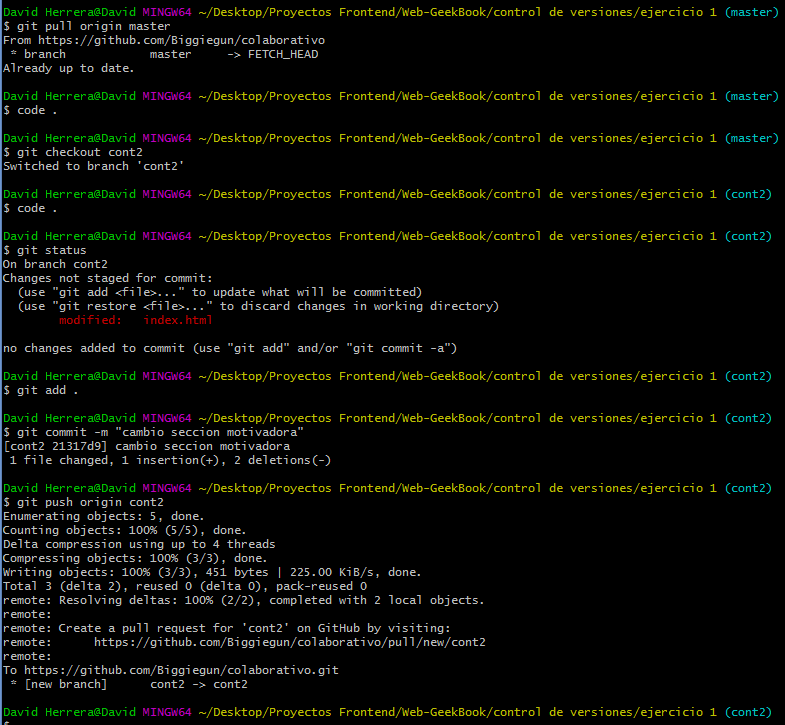 David Herrera@David MINGW64 ~/Desktop/Proyectos Frontend/Web-GeekBook/control de versiones/ejercicio 1 (master)
$ git pull origin master
From https://github.com/Biggiegun/colaborativo
 * branch            master     -> FETCH_HEAD
Already up to date.

David Herrera@David MINGW64 ~/Desktop/Proyectos Frontend/Web-GeekBook/control de versiones/ejercicio 1 (master)
$ code .

David Herrera@David MINGW64 ~/Desktop/Proyectos Frontend/Web-GeekBook/control de versiones/ejercicio 1 (master)
$ git checkout cont2
Switched to branch 'cont2'

David Herrera@David MINGW64 ~/Desktop/Proyectos Frontend/Web-GeekBook/control de versiones/ejercicio 1 (cont2)
$ code .

David Herrera@David MINGW64 ~/Desktop/Proyectos Frontend/Web-GeekBook/control de versiones/ejercicio 1 (cont2)
$ git status
On branch cont2
Changes not staged for commit:
  (use "git add <file>..." to update what will be committed)
  (use "git restore <file>..." to discard changes in working directory)
        modified:   index.html

no changes added to commit (use "git add" and/or "git commit -a")

David Herrera@David MINGW64 ~/Desktop/Proyectos Frontend/Web-GeekBook/control de versiones/ejercicio 1 (cont2)
$ git add .

David Herrera@David MINGW64 ~/Desktop/Proyectos Frontend/Web-GeekBook/control de versiones/ejercicio 1 (cont2)
$ git commit -m "cambio seccion motivadora"
[cont2 21317d9] cambio seccion motivadora
 1 file changed, 1 insertion(+), 2 deletions(-)

David Herrera@David MINGW64 ~/Desktop/Proyectos Frontend/Web-GeekBook/control de versiones/ejercicio 1 (cont2)
$ git push origin cont2
Enumerating objects: 5, done.
Counting objects: 100% (5/5), done.
Delta compression using up to 4 threads
Compressing objects: 100% (3/3), done.
Writing objects: 100% (3/3), 451 bytes | 225.00 KiB/s, done.
Total 3 (delta 2), reused 0 (delta 0), pack-reused 0
remote: Resolving deltas: 100% (2/2), completed with 2 local objects.
remote:
remote: Create a pull request for 'cont2' on GitHub by visiting:
remote:      https://github.com/Biggiegun/colaborativo/pull/new/cont2
remote:
To https://github.com/Biggiegun/colaborativo.git
 * [new branch]      cont2 -> cont2

David Herrera@David MINGW64 ~/Desktop/Proyectos Frontend/Web-GeekBook/control de versiones/ejercicio 1 (cont2)
$